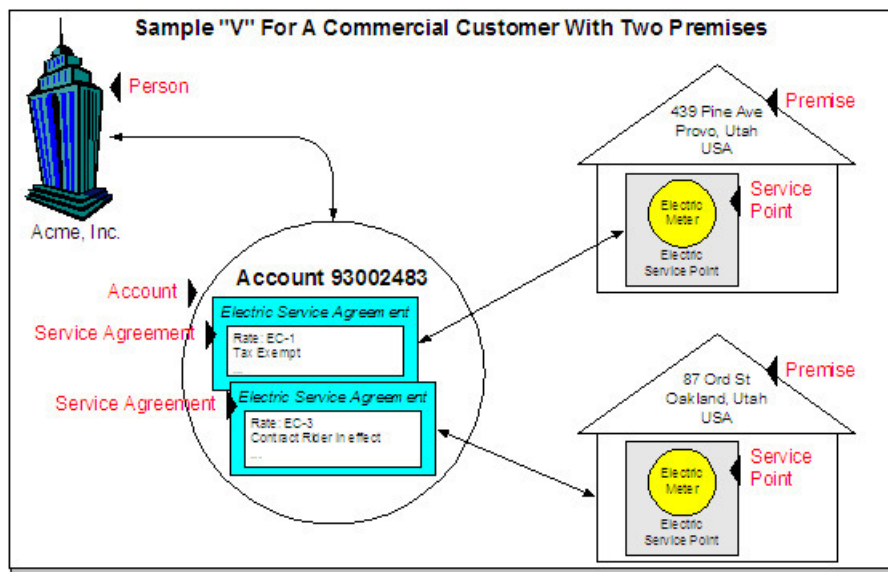 Sample "V" For A Commercial Customer With Two Premises
Person
Acme, Inc.
Account 93002483
Account
Electric Service Agreement
Service Agreement
Rate: EC-1
Tax Exempt
...
Service Agreement
Electric Service Agreement
Rate: EC-3
Contract Rider in effect
...
Premise
439 Pine Ave
Provo, Utah
USA
Service
Point
Electric
Meter
Electric
Service Point
Premise
87 Ord St
Oakland, Utah
USA
Service
Point
Electric
Meter
Electric
Service Point